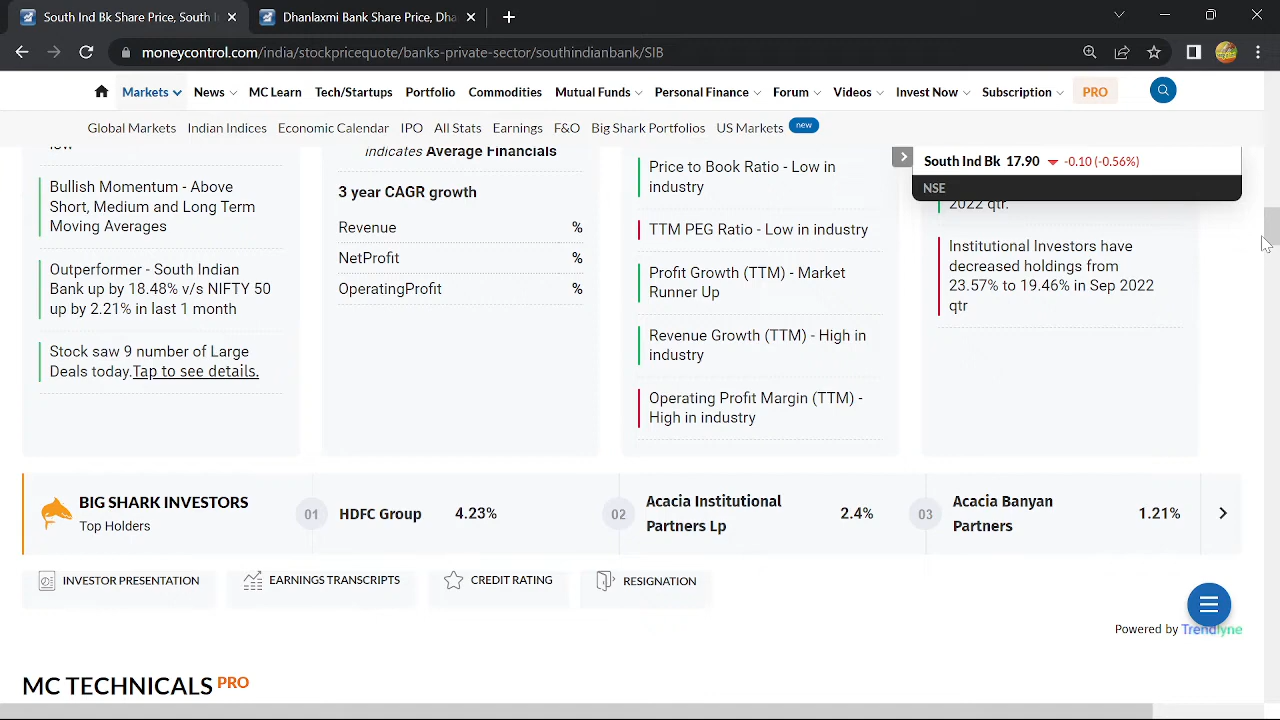 South Ind Bk Share Price, South I
Dhanlaxmi Bank Share Price, Dha
moneycontrol.com/india/stockpricequote/banks-private-sector/southindianbank/SIB
Markets
News
MC Learn
Tech/Startups
Portfolio
Commodities
Mutual Funds
Personal Finance
Forum
Videos
Invest Now
Subscription
PRO
Global Markets
Indian Indices
Economic Calendar
IPO
All Stats
Earnings
F&O
Big Shark Portfolios
US Markets
new
low
Bullish Momentum - Above
Short, Medium and Long Term
Moving Averages
Outperformer - South Indian
Bank up by 18.48% v/s NIFTY 50
up by 2.21% in last 1 month
Stock saw 9 number of Large
Deals today.Tap to see details.
indicates Average Financials
3 year CAGR growth
Revenue %
NetProfit %
OperatingProfit %
Price to Book Ratio - Low in
industry
TTM PEG Ratio - Low in industry
Profit Growth (TTM) - Market
Runner Up
Revenue Growth (TTM) - High in
industry
Operating Profit Margin (TTM) -
High in industry
South Ind Bk 17.90 -0.10 (-0.56%)
NSE
2022 qtr.
Institutional Investors have
decreased holdings from
23.57% to 19.46% in Sep 2022
qtr
BIG SHARK INVESTORS
Top Holders
01 HDFC Group 4.23%
02 Acacia Institutional
Partners Lp 2.4%
03 Acacia Banyan
Partners 1.21%
INVESTOR PRESENTATION
EARNINGS TRANSCRIPTS
CREDIT RATING
RESIGNATION
Powered by Trendlyne
MC TECHNICALS PRO